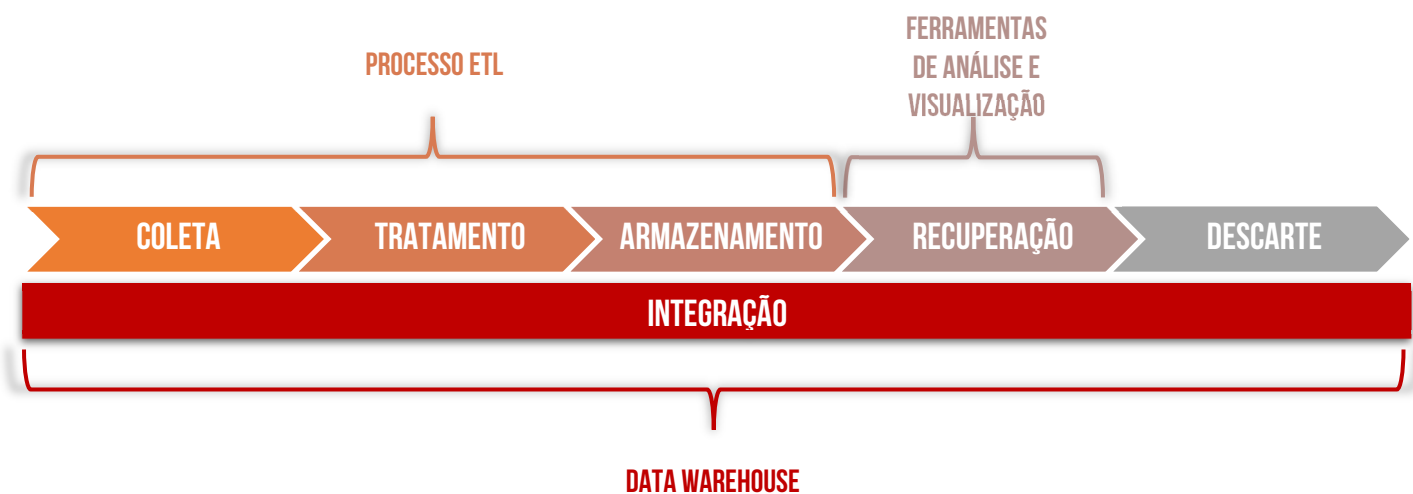 PROCESSO ETL
FERRAMENTAS
DE ANÁLISE E
VISUALIZAÇÃO
COLETA
TRATAMENTO
ARMAZENAMENTO
RECUPERAÇÃO
DESCARTE
INTEGRAÇÃO
DATA WAREHOUSE